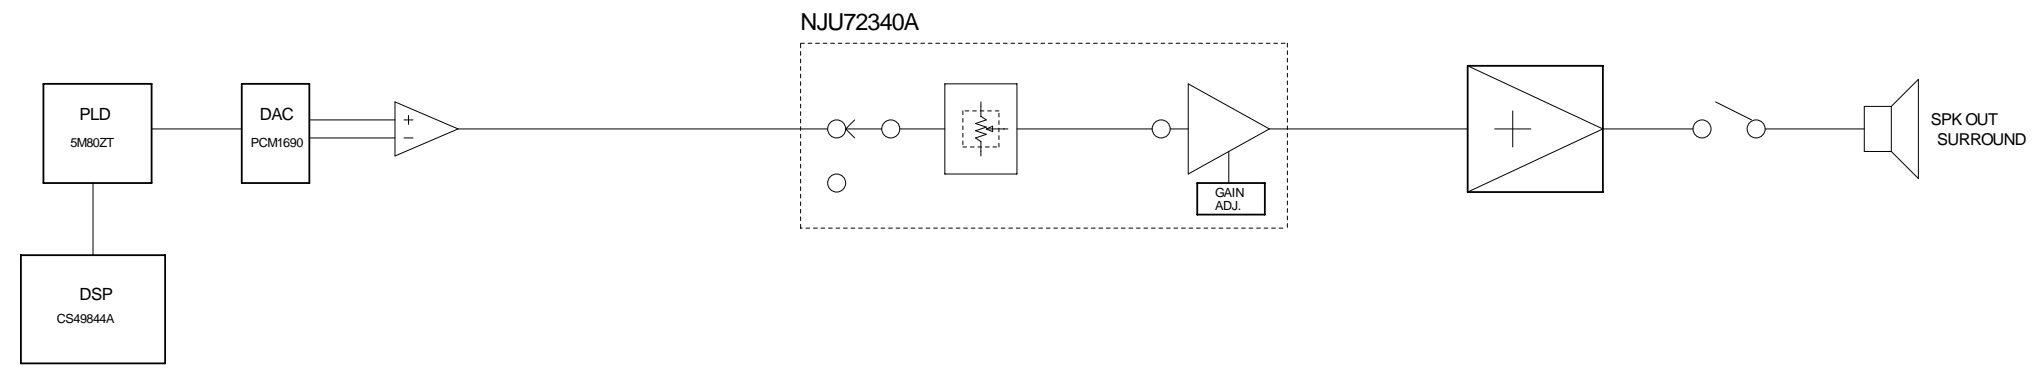 NJU72340A
PLD
5M80ZT
DAC
PCM1690
+
−
GAIN
ADJ.
SPK OUT
SURROUND
DSP
CS49844A